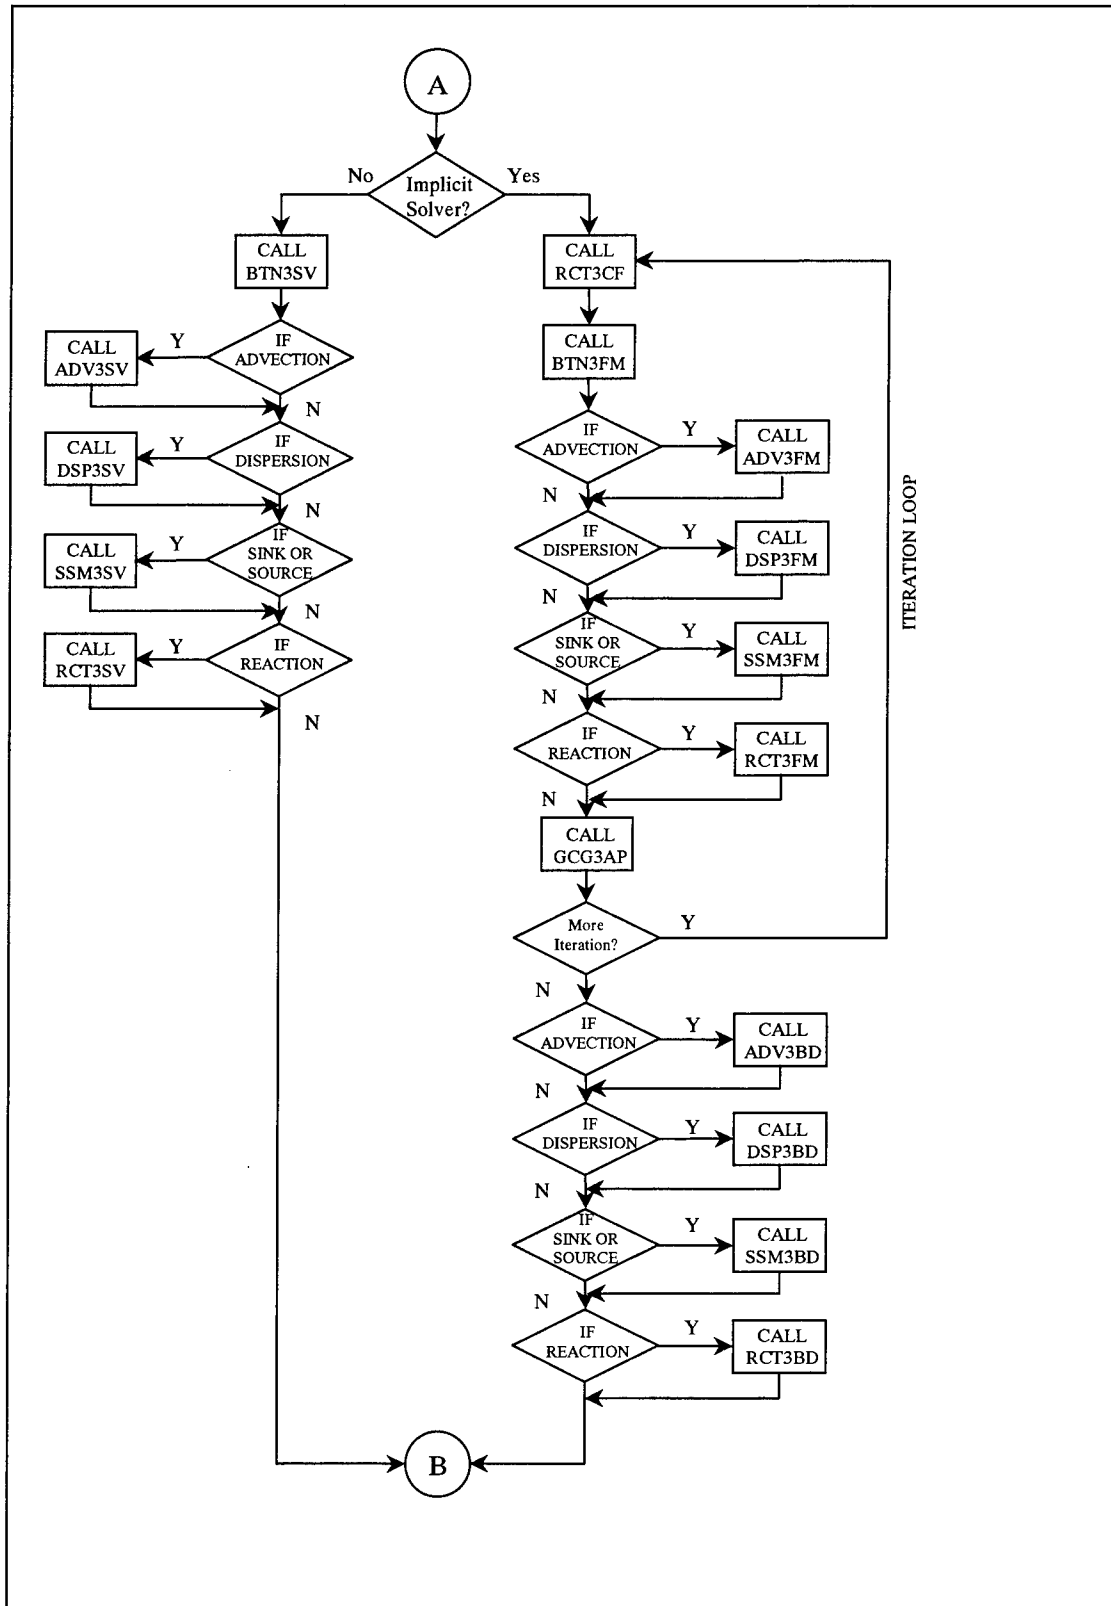 A
No
Implicit
Solver?
Yes
CALL
BTN3SV
IF
ADVECTION
Y
CALL
ADV3SV
N
IF
DISPERSION
Y
CALL
DSP3SV
N
IF
SINK OR
SOURCE
Y
CALL
SSM3SV
N
IF
REACTION
Y
CALL
RCT3SV
N
CALL
RCT3CF
CALL
BTN3FM
IF
ADVECTION
Y
CALL
ADV3FM
N
IF
DISPERSION
Y
CALL
DSP3FM
N
IF
SINK OR
SOURCE
Y
CALL
SSM3FM
N
IF
REACTION
Y
CALL
RCT3FM
N
CALL
GCG3AP
More
Iteration?
Y
ITERATION LOOP
N
IF
ADVECTION
Y
CALL
ADV3BD
N
IF
DISPERSION
Y
CALL
DSP3BD
N
IF
SINK OR
SOURCE
Y
CALL
SSM3BD
N
IF
REACTION
Y
CALL
RCT3BD
B